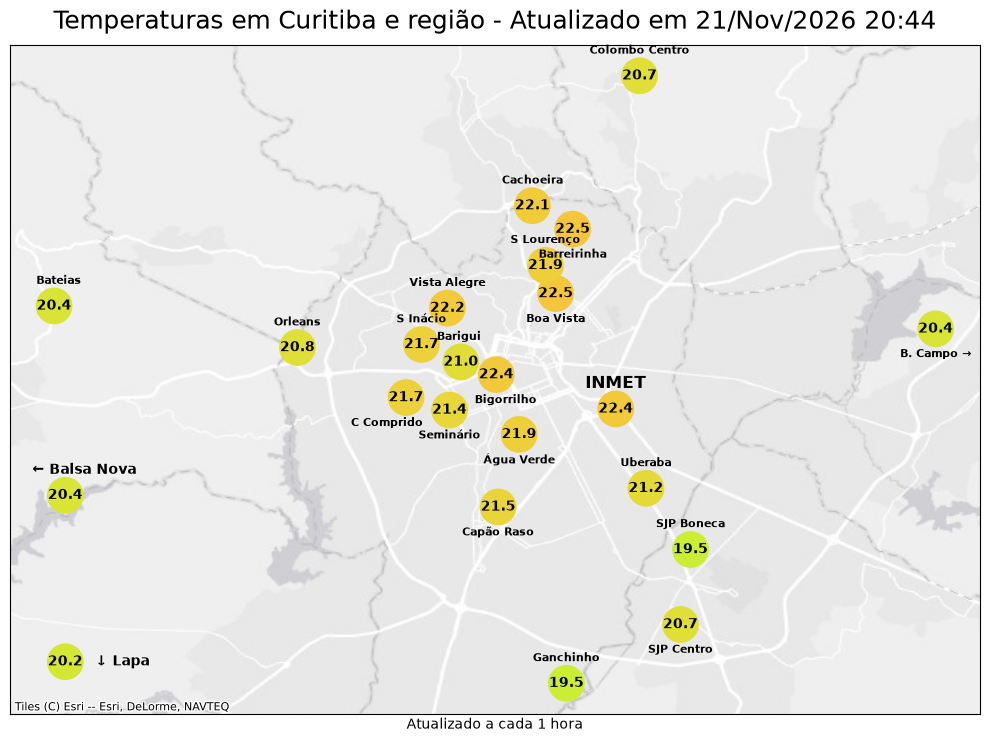 Temperaturas em Curitiba e região - Atualizado em 21/Nov/2026 20:44
Colombo Centro
20.7
Cachoeira
22.1
22.5
S Lourenço
Barreirinha
21.9
Bateias
20.4
Vista Alegre
22.2
22.5
Boa Vista
S Inácio
21.7
Orleans
20.8
Barigui
21.0
20.4
B. Campo →
22.4
Bigorrilho
INMET
22.4
21.7
C Comprido
21.4
Seminário
21.9
Água Verde
← Balsa Nova
20.4
Uberaba
21.2
21.5
Capão Raso
SJP Boneca
19.5
20.7
SJP Centro
20.2 ↓ Lapa
Ganchinho
19.5
Tiles (C) Esri -- Esri, DeLorme, NAVTEQ
Atualizado a cada 1 hora